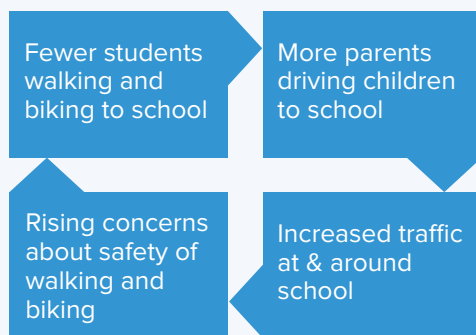 Fewer students
walking and
biking to school
More parents
driving children
to school
Increased traffic
at & around
school
Rising concerns
about safety of
walking and
biking